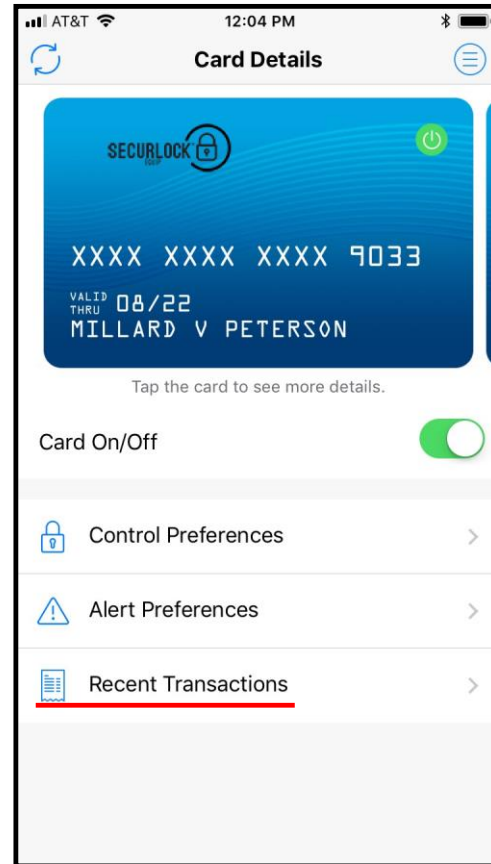 AT&T 12:04 PM
Card Details
SECURLOCK
XXXX XXXX XXXX 9033
VALID
THRU 08/22
MILLARD V PETERSON
Tap the card to see more details.
Card On/Off
Control Preferences
Alert Preferences
Recent Transactions